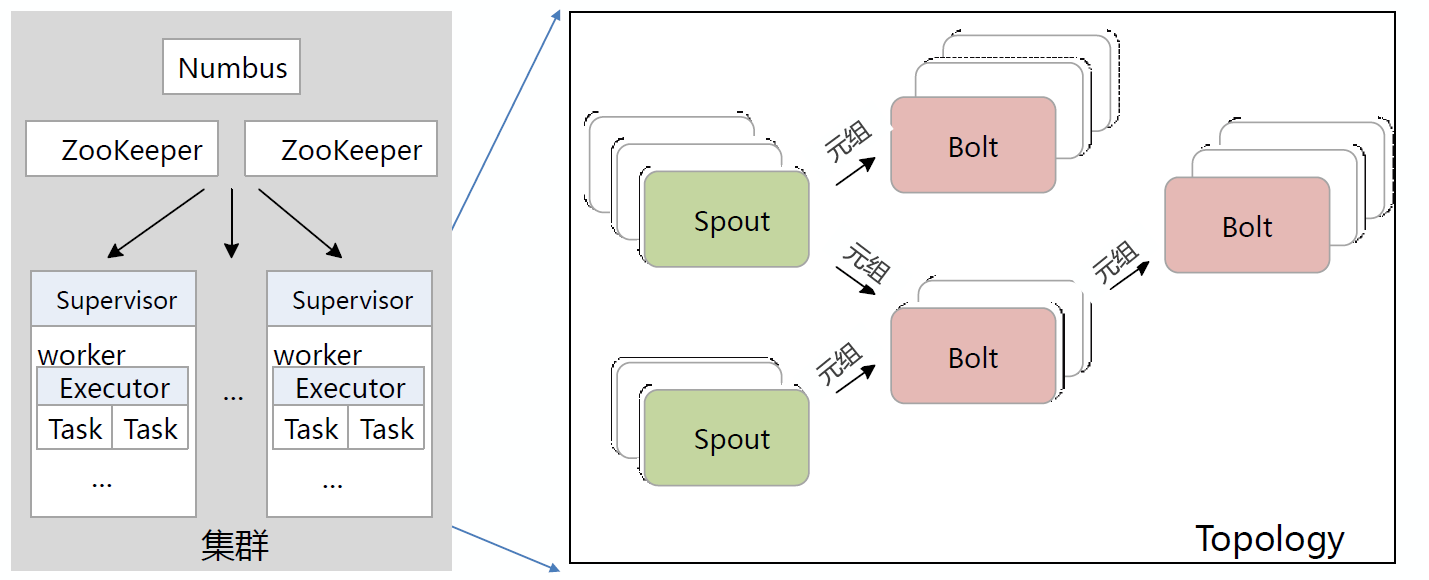 Numbus
ZooKeeper
ZooKeeper
Supervisor
worker
Executor
Task Task
...
...
Supervisor
worker
Executor
Task Task
...
集群
Spout
元组
Bolt
元组
Spout
元组
Bolt
元组
Bolt
Topology